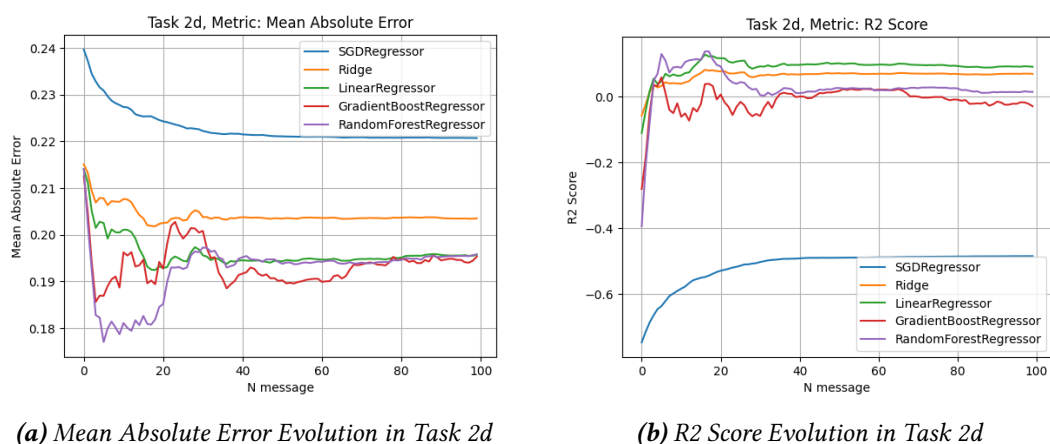 Task 2d, Metric: Mean Absolute Error
0.24
0.23
0.22
0.21
0.20
0.19
0.18
Mean Absolute Error
SGDRegressor
Ridge
LinearRegressor
GradientBoostRegressor
RandomForestRegressor
0
20
40
60
80
100
N message
(a) Mean Absolute Error Evolution in Task 2d
Task 2d, Metric: R2 Score
0.0
−0.2
−0.4
−0.6
R2 Score
SGDRegressor
Ridge
LinearRegressor
GradientBoostRegressor
RandomForestRegressor
0
20
40
60
80
100
N message
(b) R2 Score Evolution in Task 2d